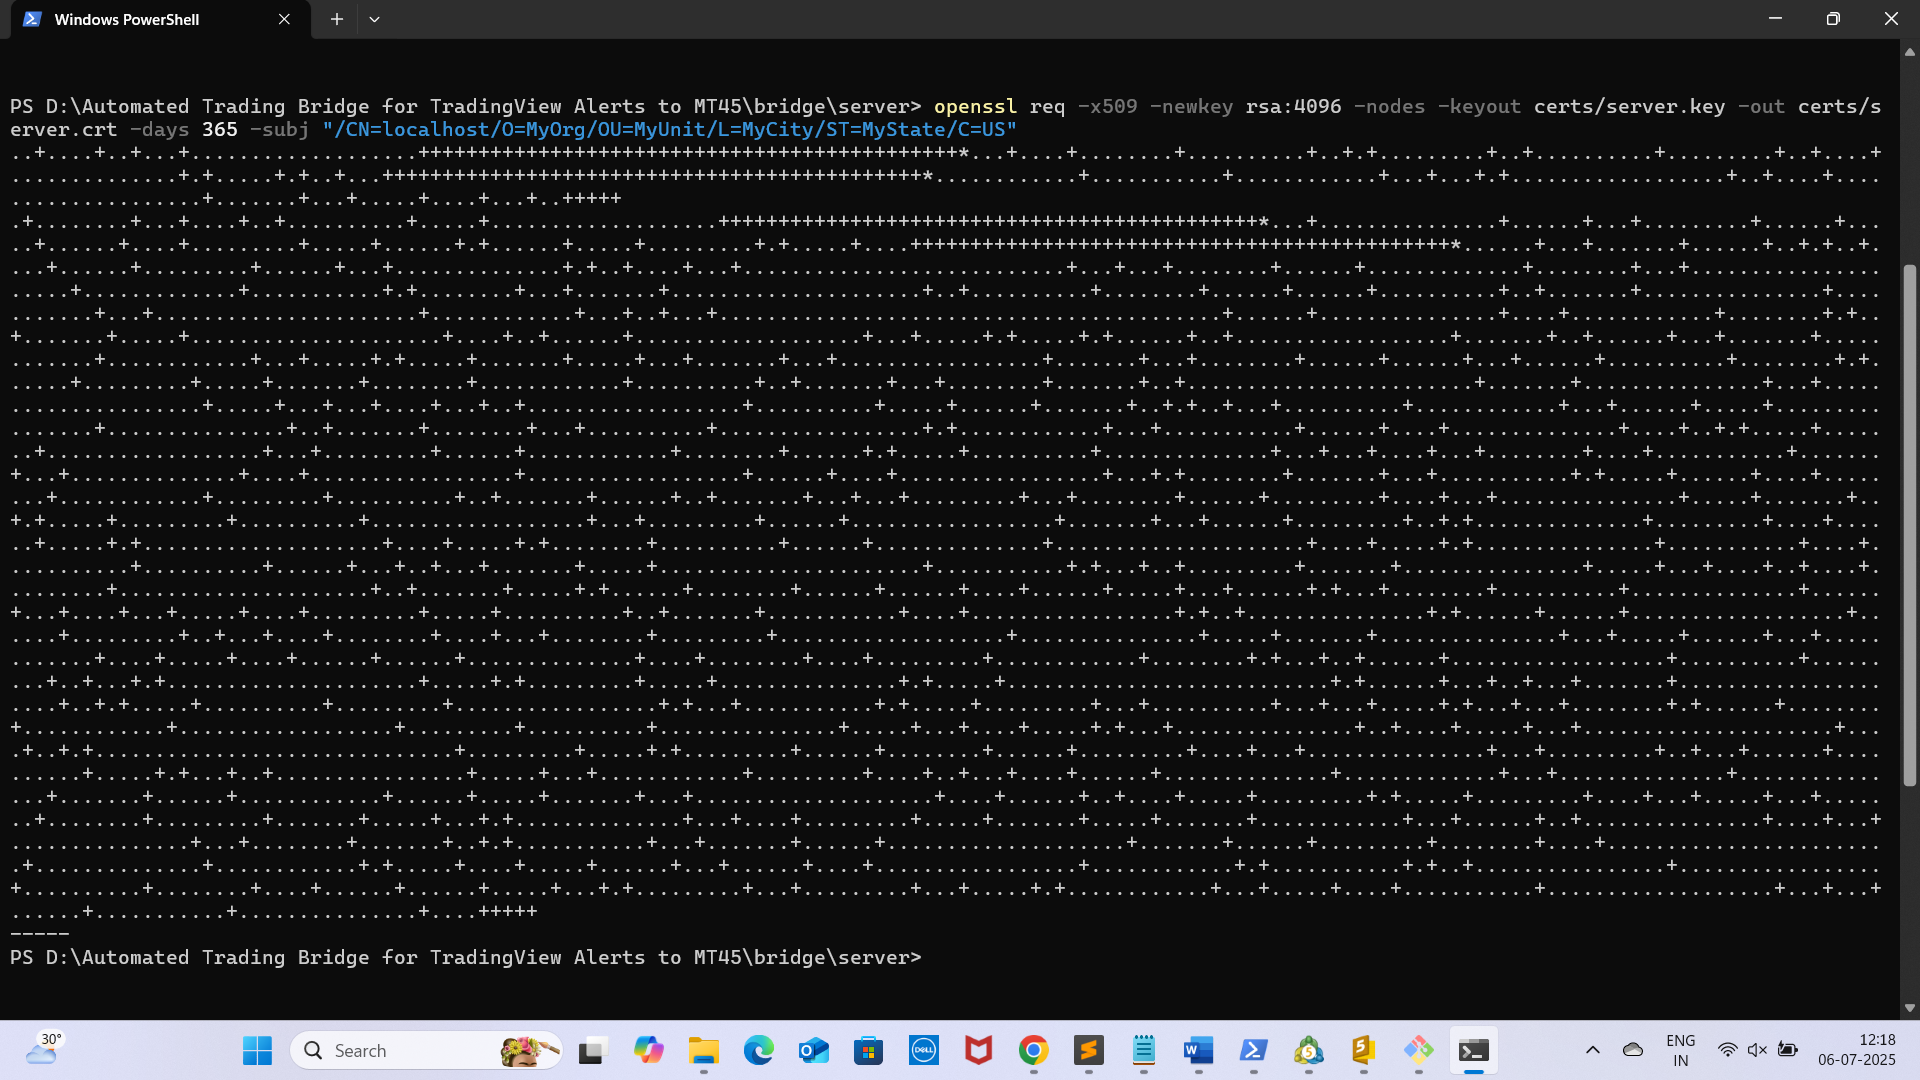 Windows PowerShell
PS D:\Automated Trading Bridge for TradingView Alerts to MT45\bridge\server> openssl req -x509 -newkey rsa:4096 -nodes -keyout certs/server.key -out certs/s
erver.crt -days 365 -subj "/CN=localhost/O=MyOrg/OU=MyUnit/L=MyCity/ST=MyState/C=US"
-----
PS D:\Automated Trading Bridge for TradingView Alerts to MT45\bridge\server>
30°
Search
DELL
ENG
IN
12:18
06-07-2025